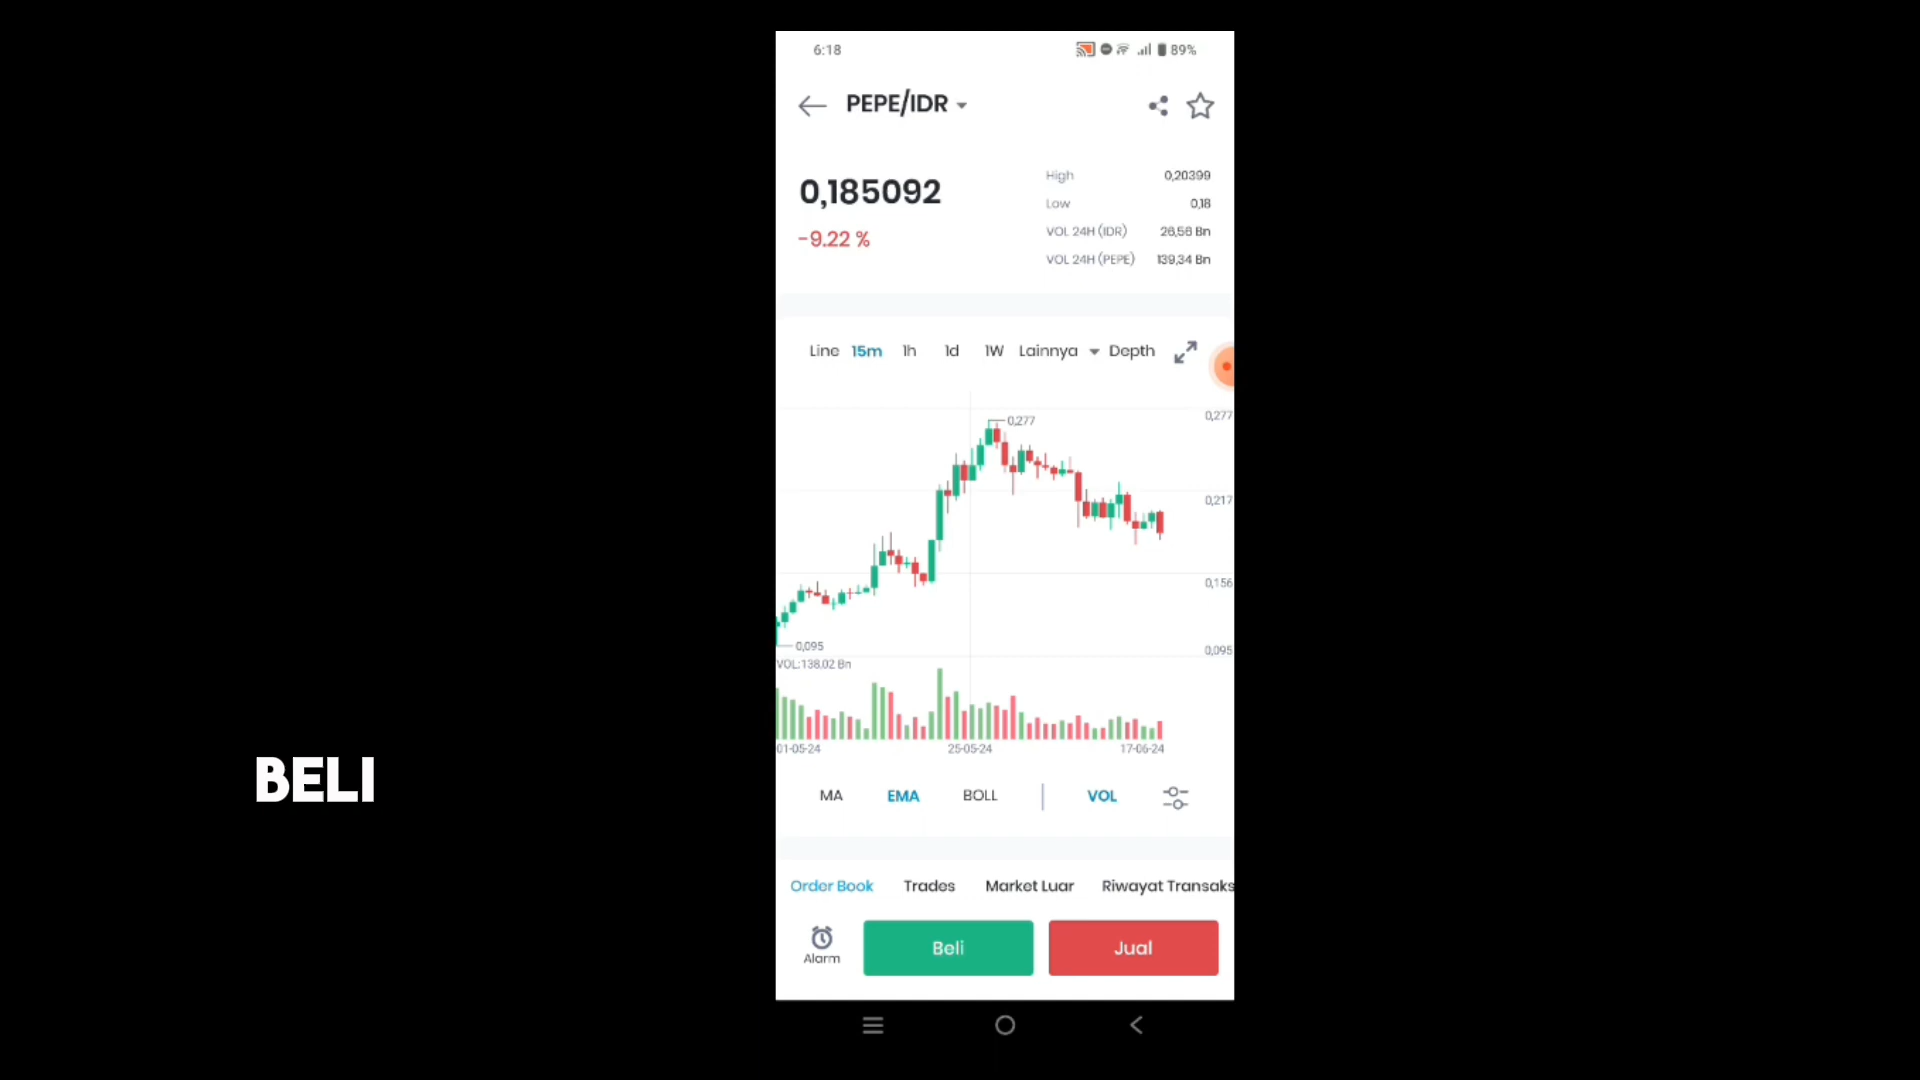 6:18
89%
PEPE/IDR
0,185092
-9.22 %
High 0,20399
Low 0,18
VOL 24H (IDR) 26,56 Bn
VOL 24H (PEPE) 139,34 Bn
Line 15m 1h 1d 1W Lainnya Depth
0,277
0,277
0,217
0,156
0,095
0,095
VOL:138.02 Bn
01-05-24 25-05-24 17-06-24
BELI
MA EMA BOLL VOL
Order Book Trades Market Luar Riwayat Transaks
Alarm
Beli
Jual